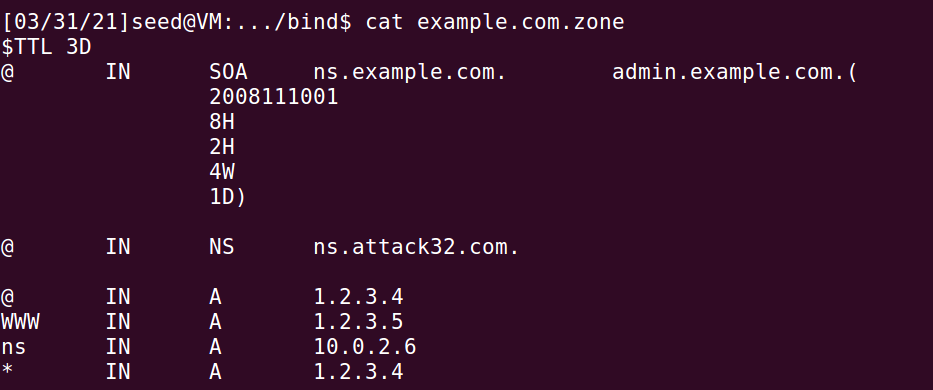 [03/31/21]seed@VM:.../bind$ cat example.com.zone
$TTL 3D
@       IN      SOA     ns.example.com.        admin.example.com.(
                2008111001
                8H
                2H
                4W
                1D)

@       IN      NS      ns.attack32.com.

@       IN      A       1.2.3.4
WWW     IN      A       1.2.3.5
ns      IN      A       10.0.2.6
*       IN      A       1.2.3.4